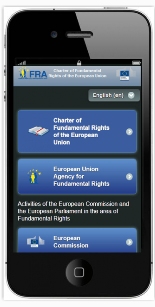 FRA
Charter of Fundamental
Rights of the European Union
English (en)
Charter of
Fundamental Rights
of the European
Union
European Union
Agency for
Fundamental Rights
Activities of the European Commission and
the European Parliament in the area of
Fundamental Rights
European
Commission